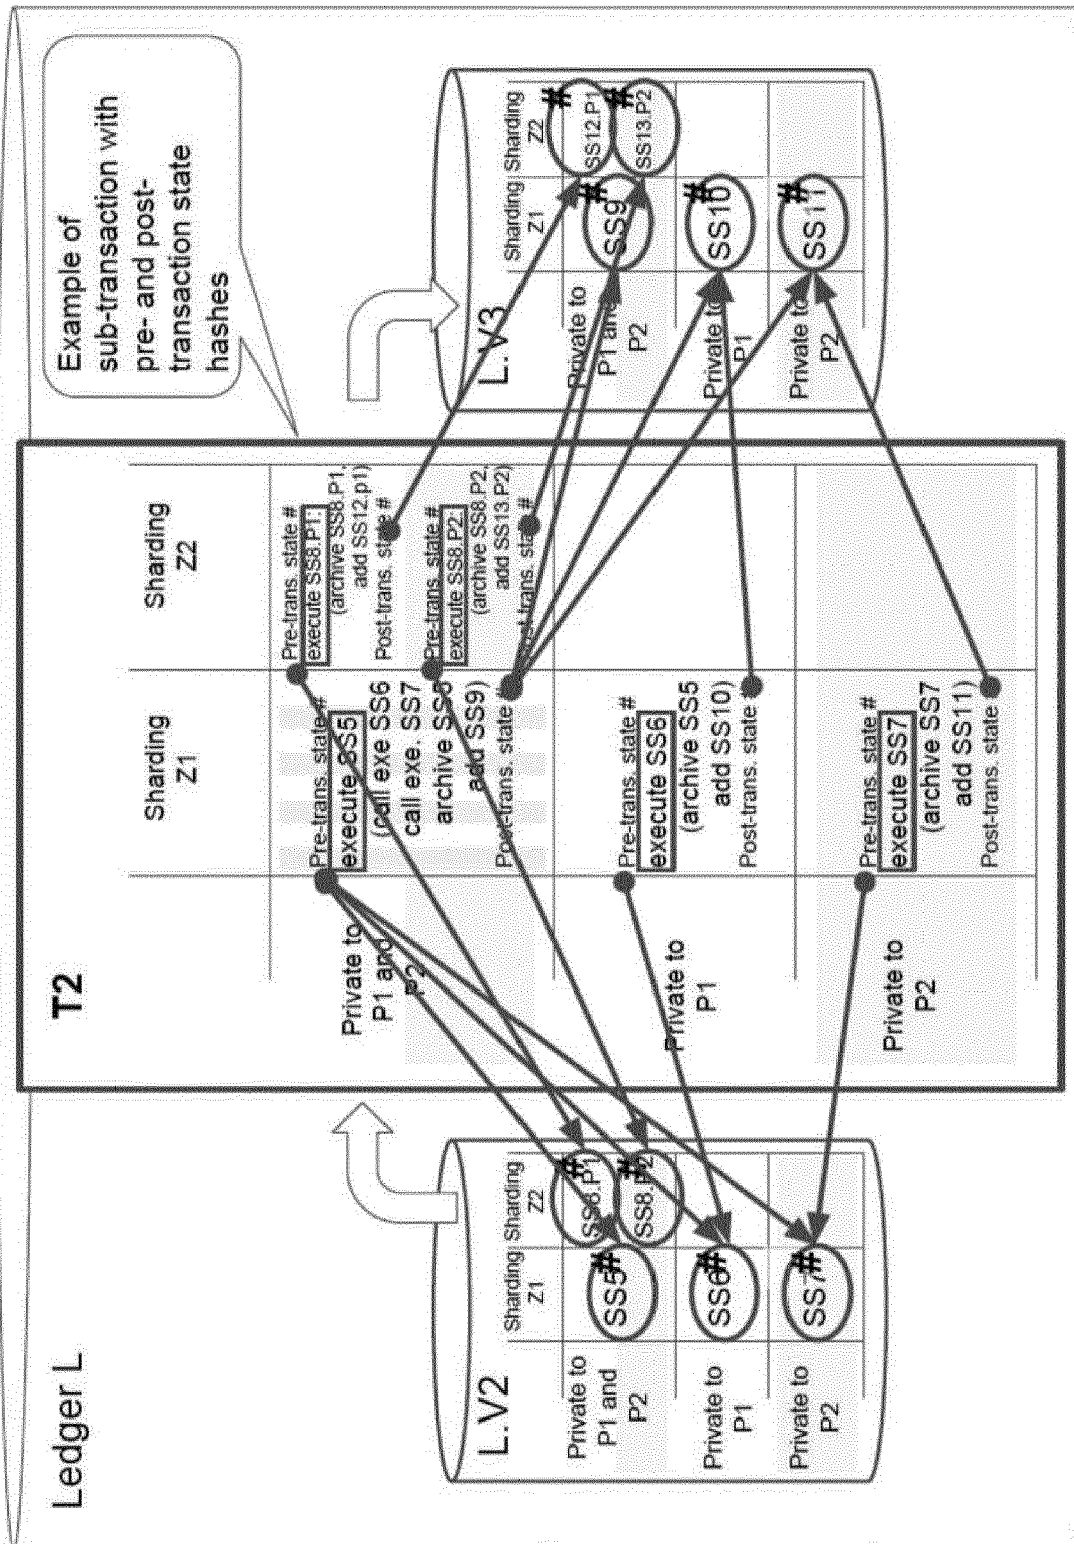 Ledger L
L.V2
Sharding
Z1
Sharding
Z2
Private to
P1 and
P2
SS5
#
SS8.P1
#
SS8.P2
#
Private to
P1
SS6
#
Private to
P2
SS7
#
T2
Sharding
Z1
Sharding
Z2
Private to
P1 and
P2
Pre-trans. state #
execute SS5
(call exe SS6
call exe. SS7
add SS9)
Post-trans. state #
Pre-trans. state #
execute SS8.P1:
(archive SS8.P1,
add SS12.p1)
Post-trans. state #
Pre-trans. state #
execute SS8.P2:
(archive SS8.P2,
add SS13.P2)
Post-trans. state #
Private to
P1
Pre-trans. state #
execute SS6
(archive SS5
add SS10)
Post-trans. state #
Private to
P2
Pre-trans. state #
execute SS7
(archive SS7
add SS11)
Post-trans. state #
Example of
sub-transaction with
pre- and post-
transaction state
hashes
L.V3
Sharding
Z1
Sharding
Z2
Private to
P1 and
P2
SS9
#
SS12.P1
#
SS13.P2
#
Private to
P1
SS10
#
Private to
P2
SS11
#